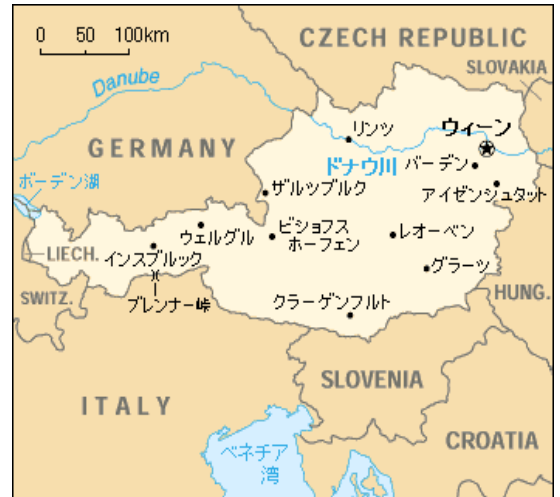 0 50 100km
CZECH REPUBLIC
SLOVAKIA
Danube
リンツ
ウィーン
GERMANY
ドナウ川
バーデン
ボーデン湖
ザルツブルク
アイゼンシュタット
ウェルグル
ビショフス
ホーフェン
レオーベン
LIECH.
インスブルック
グラーツ
SWITZ.
ブレンナー峠
クラーゲンフルト
HUNG.
SLOVENIA
ITALY
CROATIA
ベネチア
湾